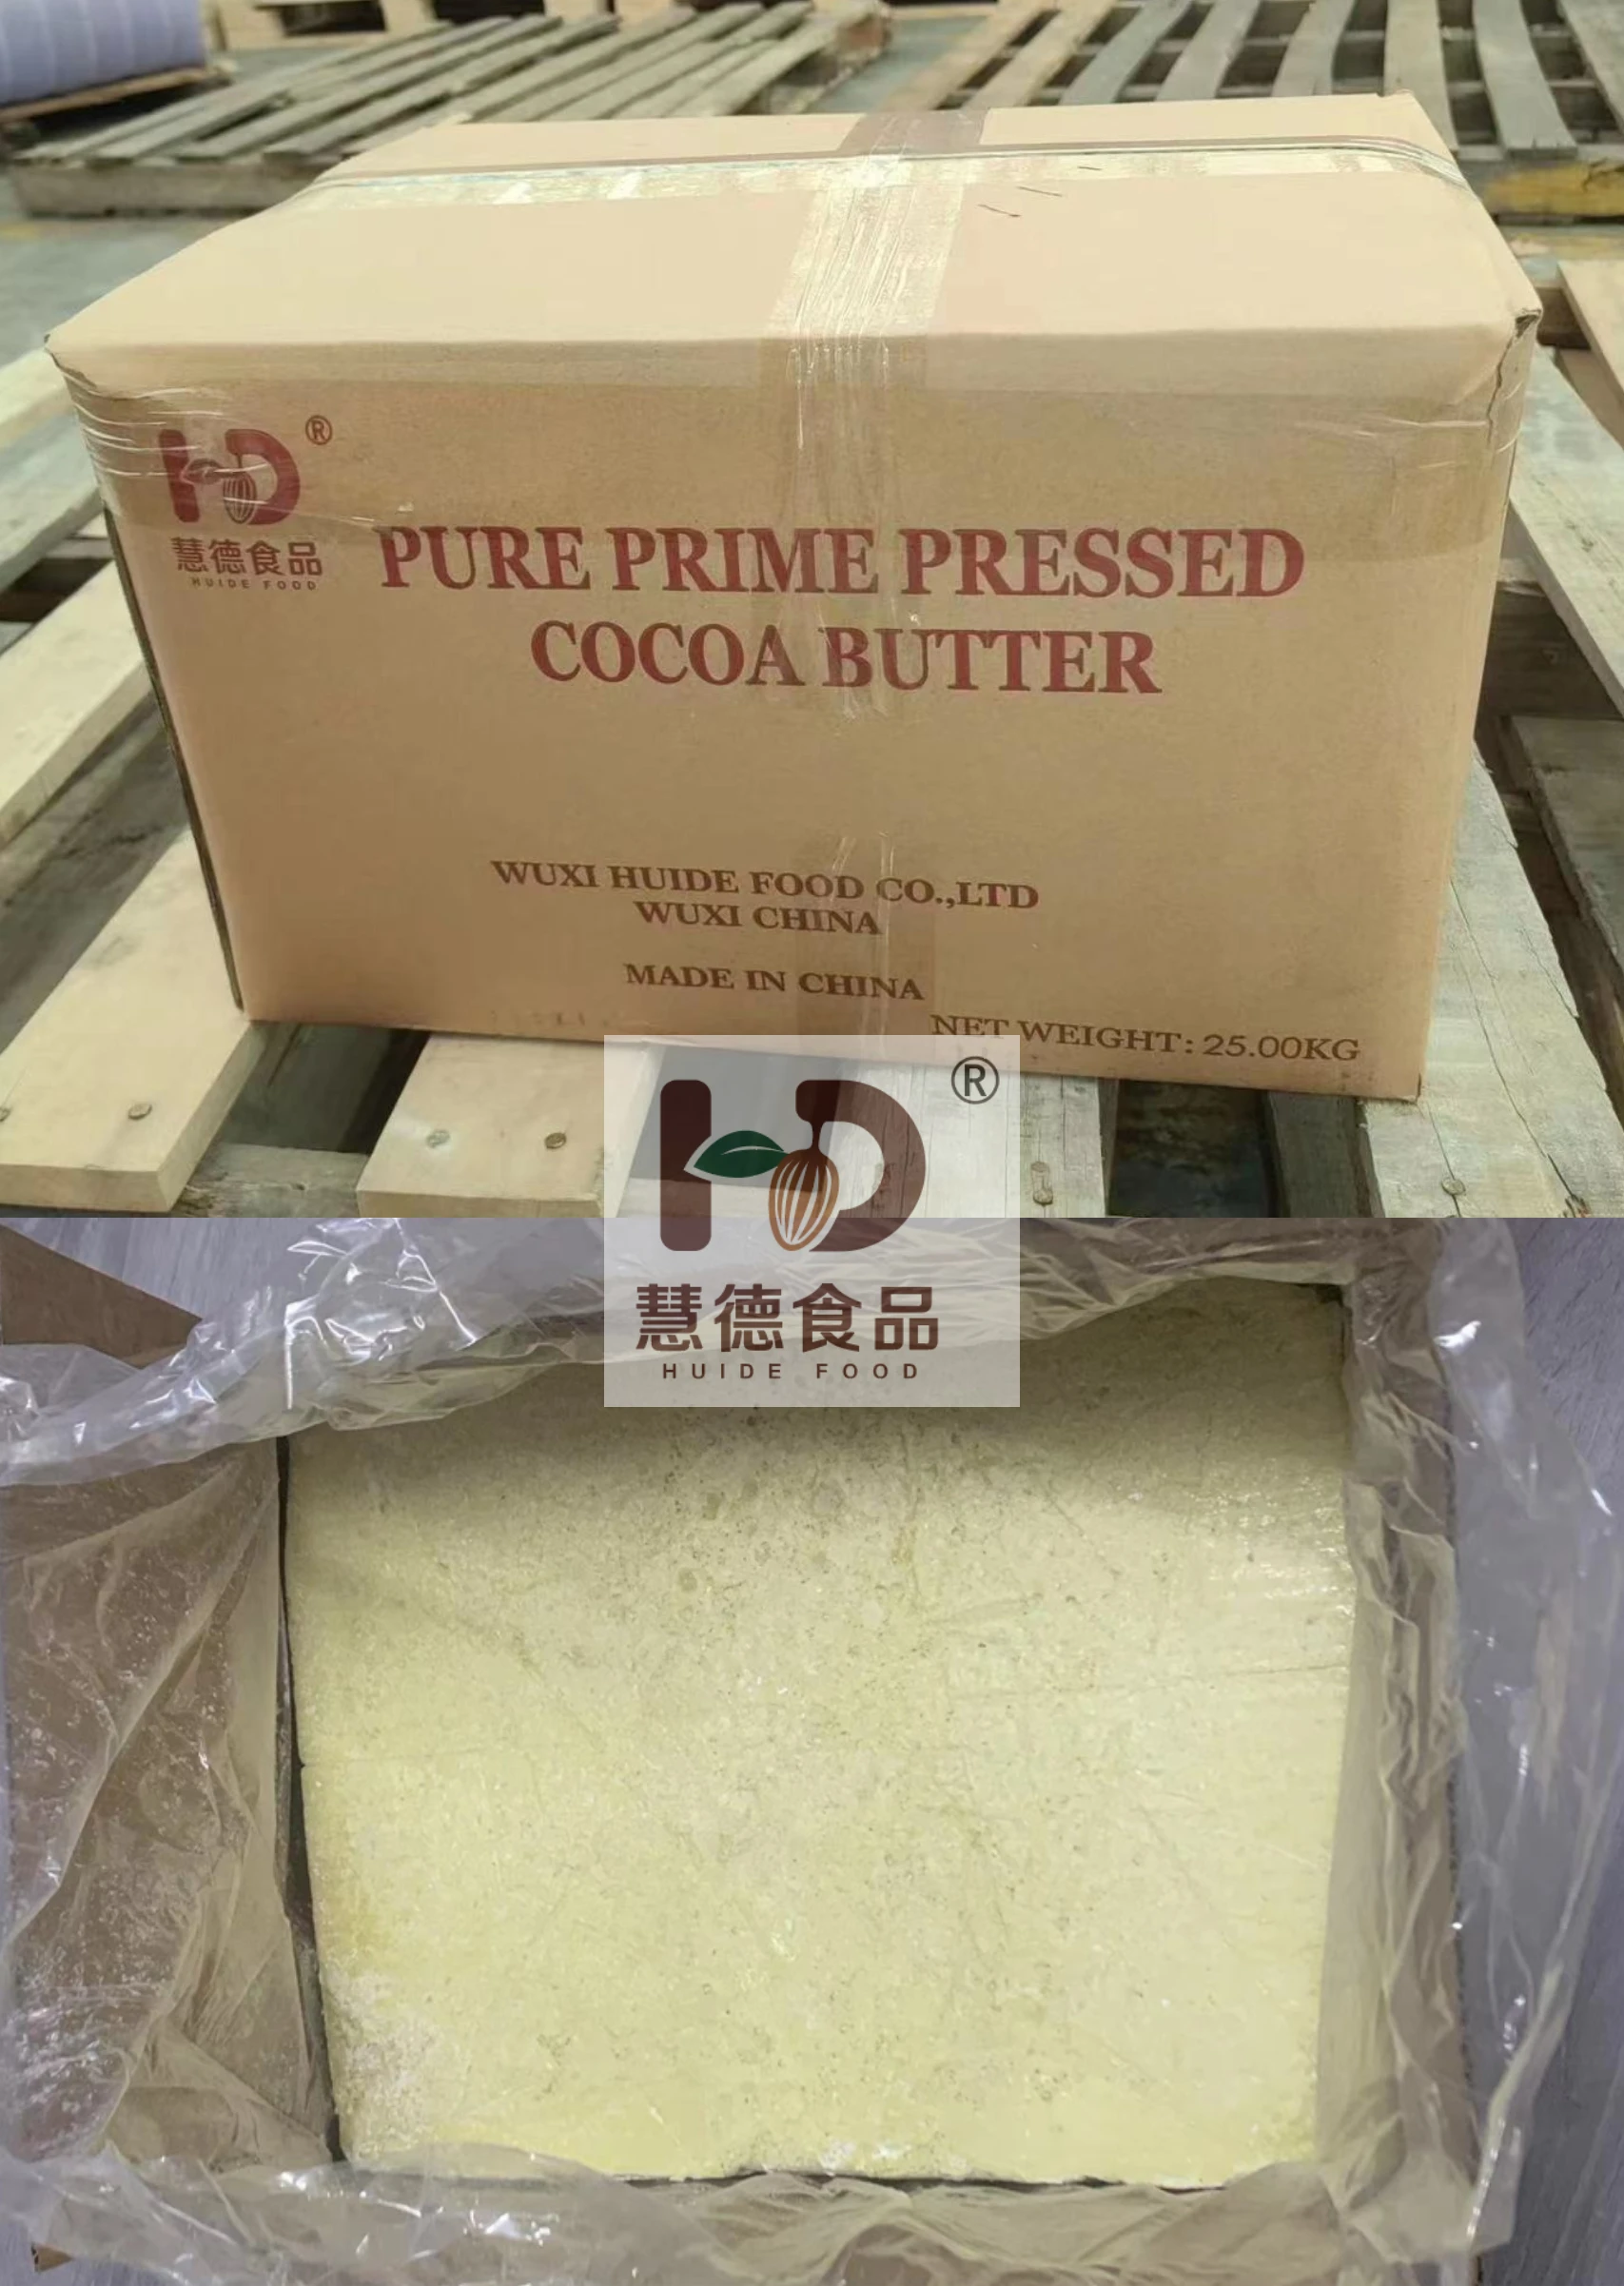 HD®
慧德食品
HUIDE FOOD
PURE PRIME PRESSED
COCOA BUTTER
WUXI HUIDE FOOD CO.,LTD
WUXI CHINA
MADE IN CHINA
NET WEIGHT: 25.00KG
HD®
慧德食品
HUIDE FOOD